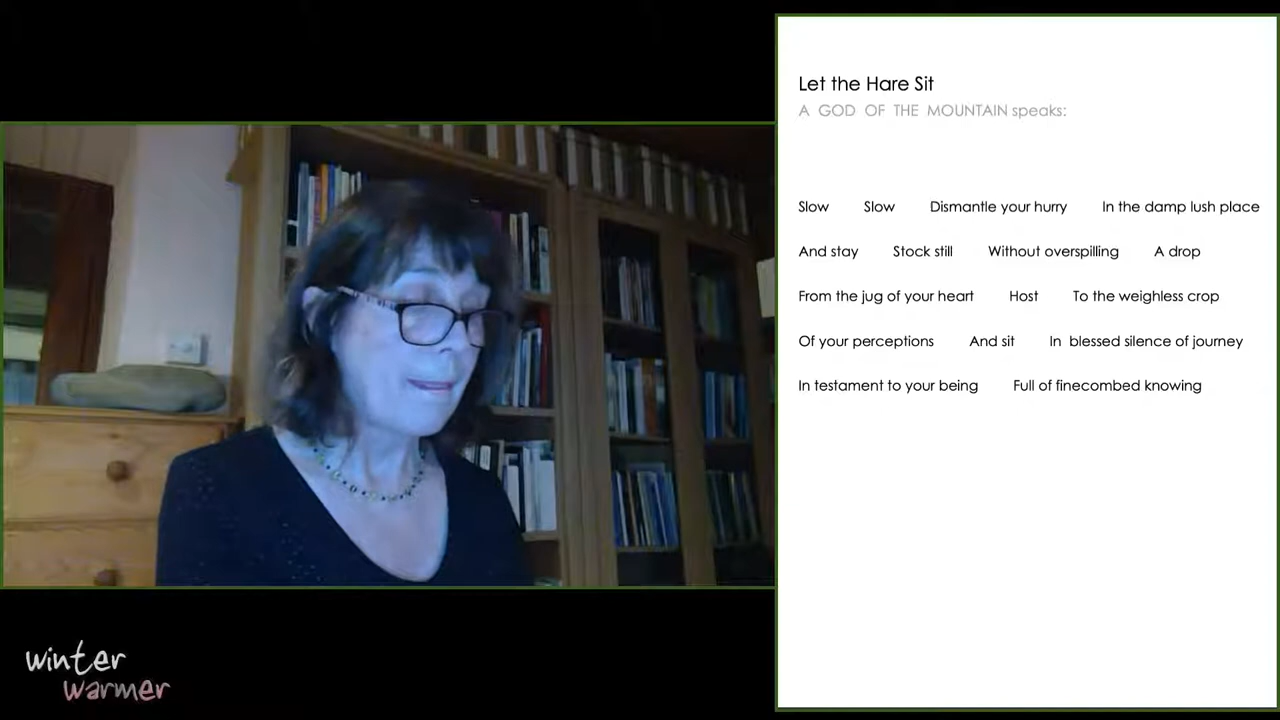 Let the Hare Sit
A GOD OF THE MOUNTAIN speaks:
Slow Slow Dismantle your hurry In the damp lush place
And stay Stock still Without overspilling A drop
From the jug of your heart Host To the weighless crop
Of your perceptions And sit In blessed silence of journey
In testament to your being Full of finecombed knowing
winter
warmer